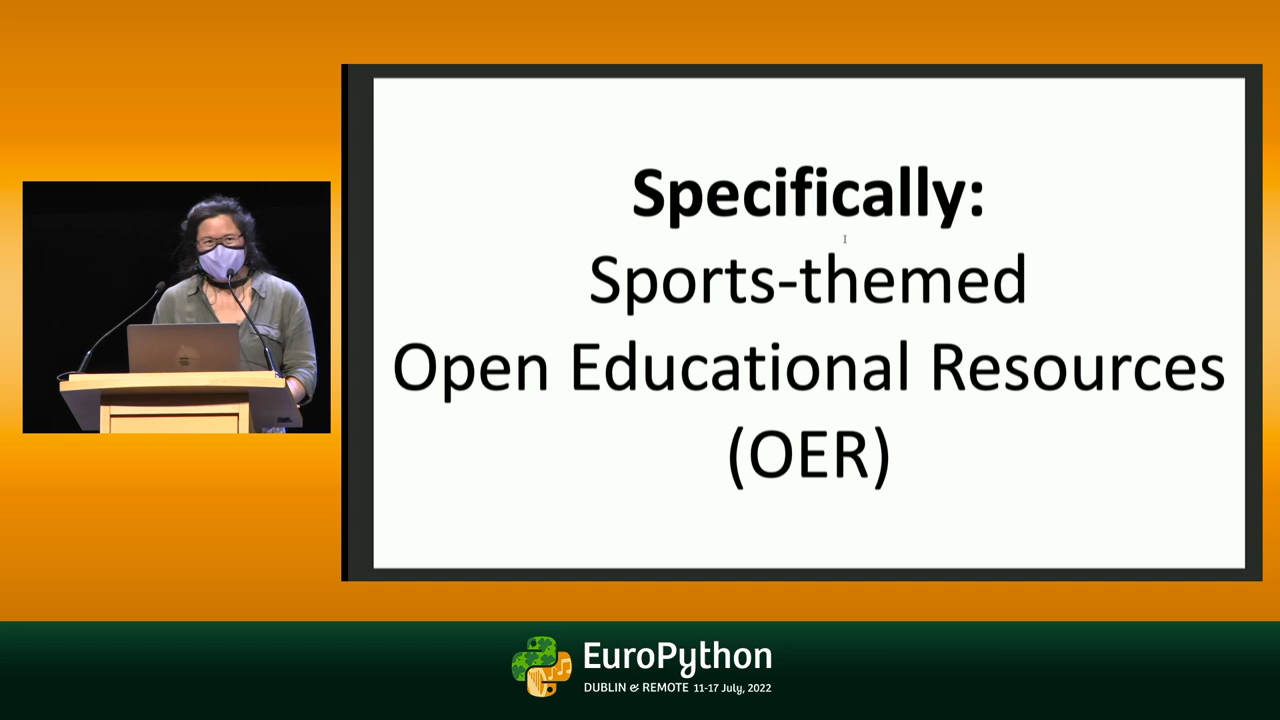 Specifically:
Sports-themed
Open Educational Resources
(OER)
EuroPython
DUBLIN & REMOTE 11-17 July, 2022